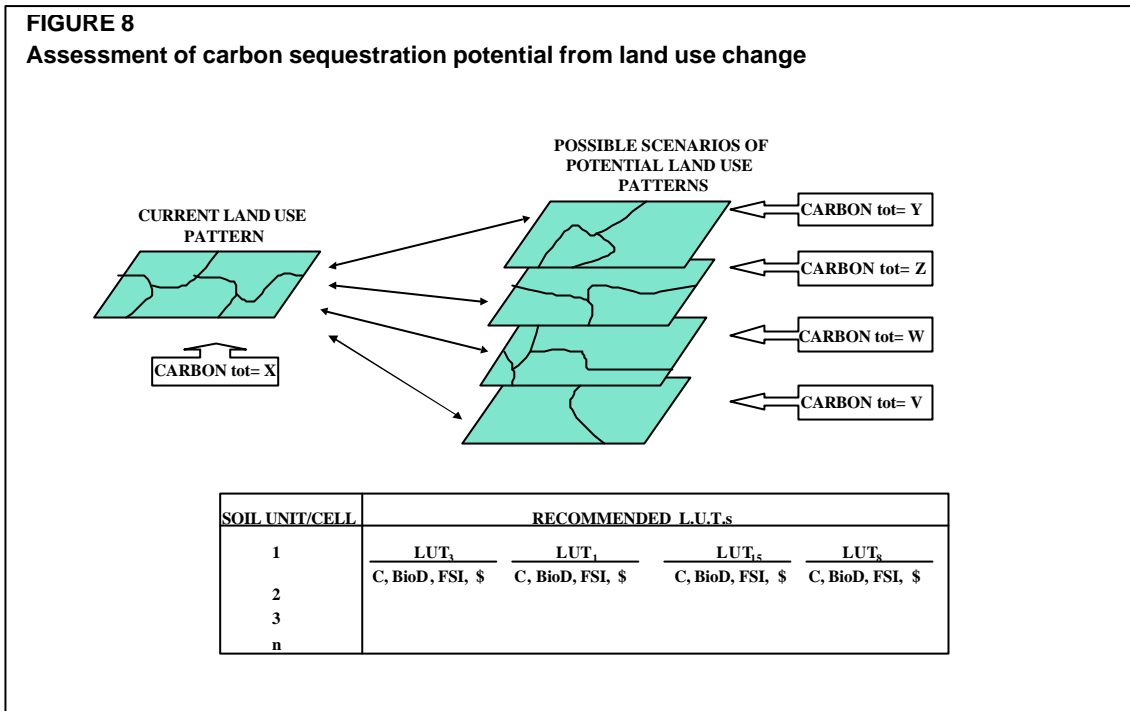 FIGURE 8
Assessment of carbon sequestration potential from land use change
POSSIBLE SCENARIOS OF
POTENTIAL LAND USE
PATTERNS
CURRENT LAND USE
PATTERN
CARBON tot= Y
CARBON tot= Z
CARBON tot= W
CARBON tot= X
CARBON tot= V
SOIL UNIT/CELL RECOMMENDED L.U.T.s
1 LUT3 LUT1 LUT15 LUT8
C, BioD, FSI, $ C, BioD, FSI, $ C, BioD, FSI, $ C, BioD, FSI, $
2
3
n